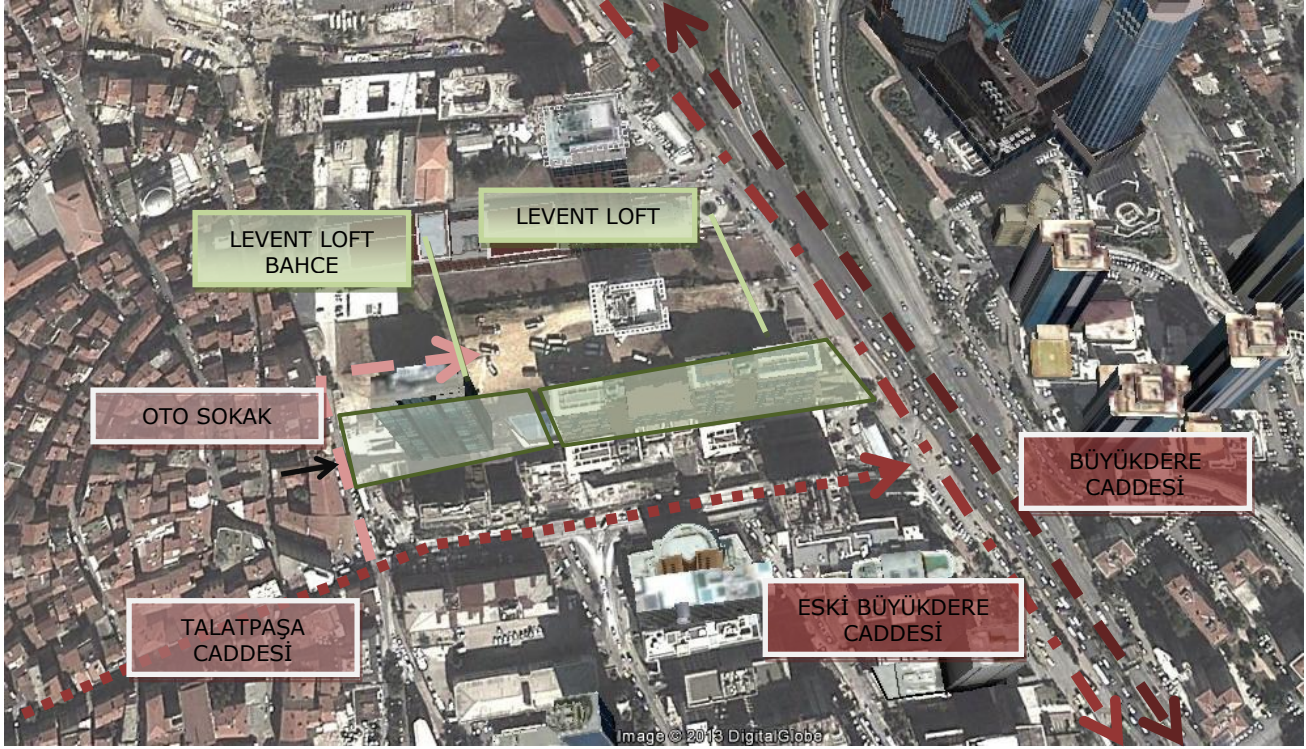 LEVENT LOFT
BAHCE
LEVENT LOFT
OTO SOKAK
BÜYÜKDERE
CADDESİ
TALATPAŞA
CADDESİ
ESKİ BÜYÜKDERE
CADDESİ
Image © 2013 DigitalGlobe